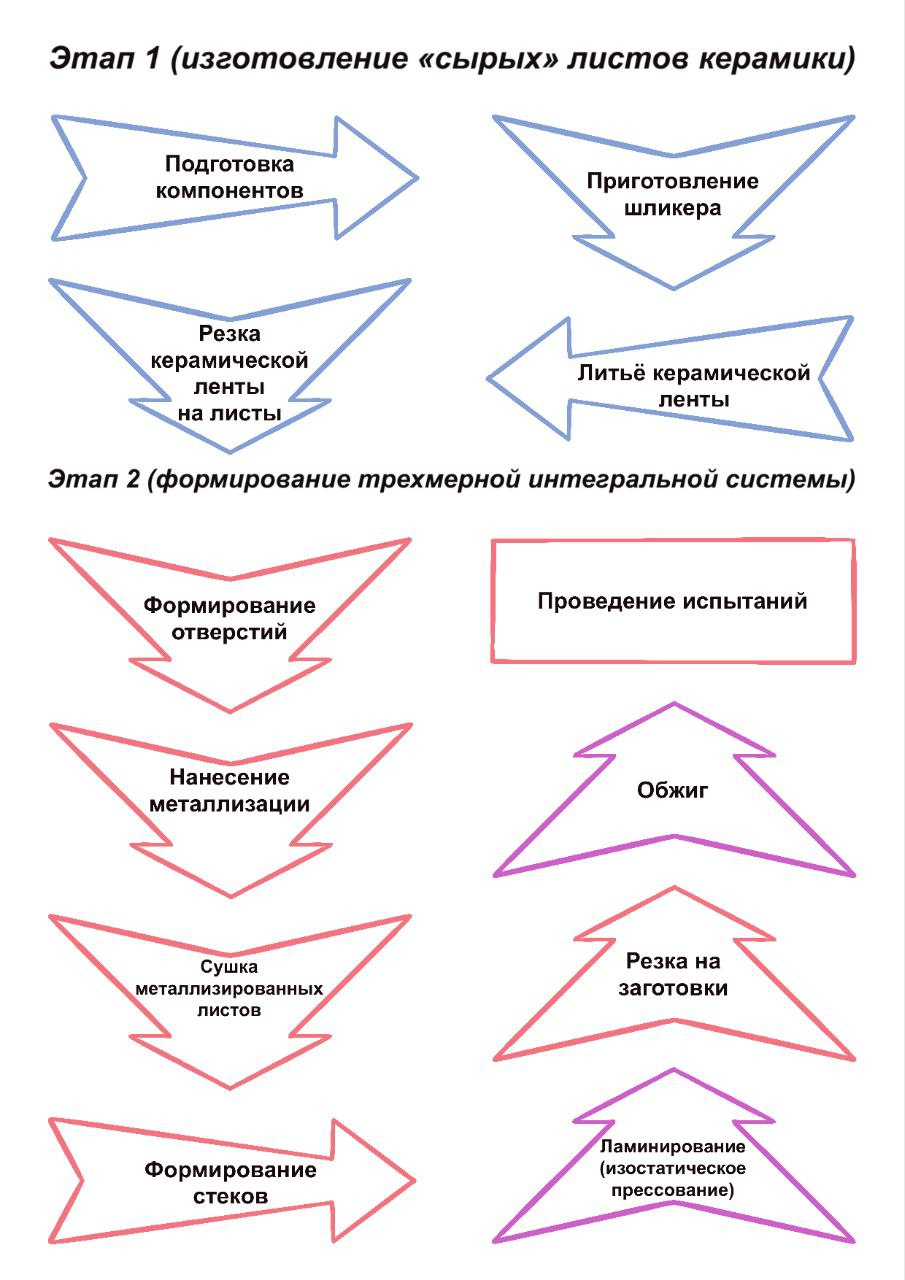 Этап 1 (изготовление «сырых» листов керамики)
Подготовка
компонентов
Приготовление
шликера
Литьё керамической
ленты
Резка
керамической
ленты
на листы
Этап 2 (формирование трехмерной интегральной системы)
Формирование
отверстий
Нанесение
металлизации
Сушка
металлизированных
листов
Формирование
стеков
Ламинирование
(изостатическое
прессование)
Резка на
заготовки
Обжиг
Проведение испытаний